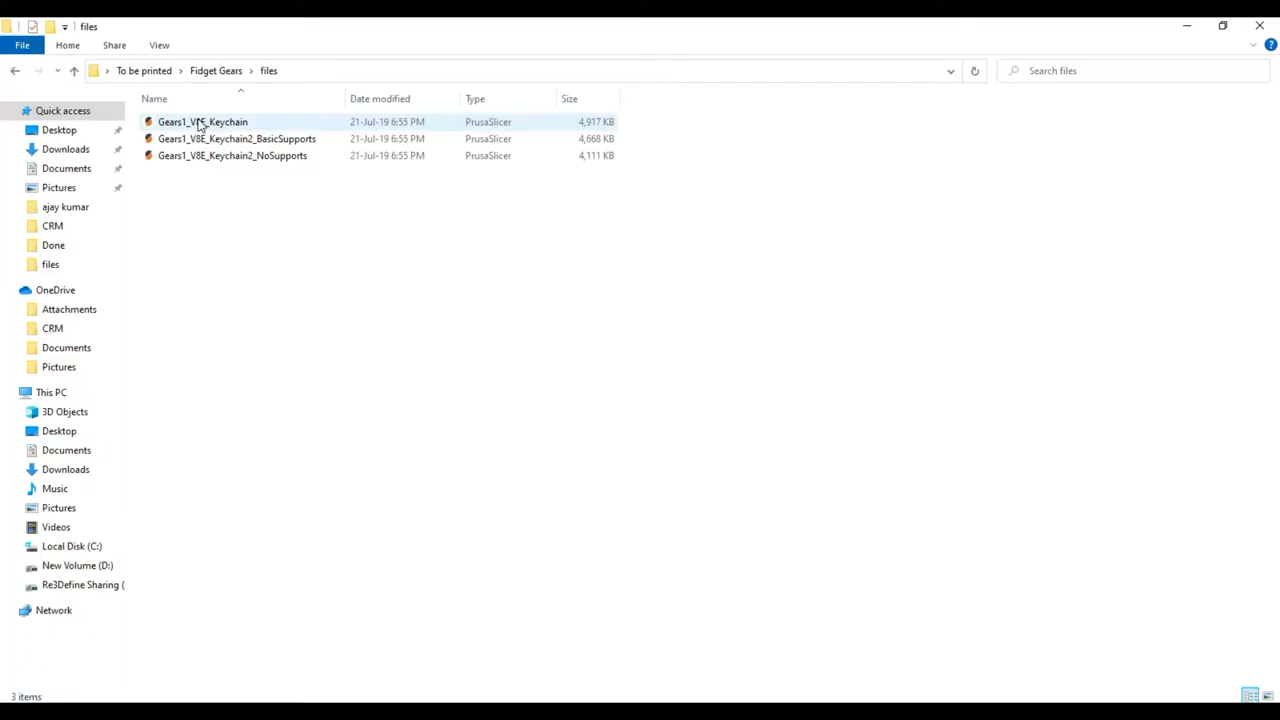 files
File Home Share View
To be printed > Fidget Gears > files Search files
Name Date modified Type Size
Gears1_V8E_Keychain 21-Jul-19 6:55 PM PrusaSlicer 4,917 KB
Gears1_V8E_Keychain2_BasicSupports 21-Jul-19 6:55 PM PrusaSlicer 4,668 KB
Gears1_V8E_Keychain2_NoSupports 21-Jul-19 6:55 PM PrusaSlicer 4,111 KB
Quick access
Desktop
Downloads
Documents
Pictures
ajay kumar
CRM
Done
files
OneDrive
Attachments
CRM
Documents
Pictures
This PC
3D Objects
Desktop
Documents
Downloads
Music
Pictures
Videos
Local Disk (C:)
New Volume (D:)
Re3Define Sharing (
Network
3 items